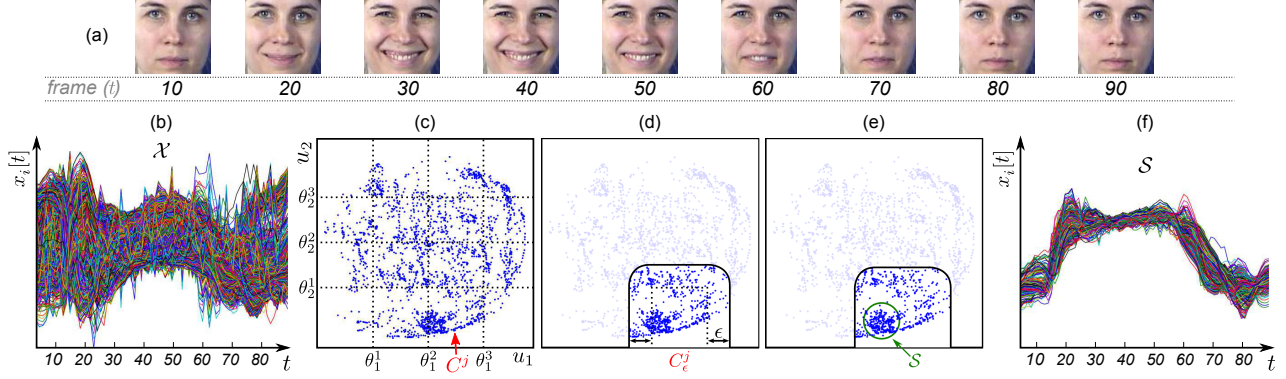 (a)
frame (t) 10 20 30 40 50 60 70 80 90
(b) (c) (d) (e) (f)
x_i[t] 𝒳
10 20 30 40 50 60 70 80 t
u_2
θ_2^3
θ_2^2
θ_2^1
θ_1^1 θ_1^2 C^j θ_1^3 u_1
ϵ
C_ϵ^j
𝒮
x_i[t] 𝒮
10 20 30 40 50 60 70 80 t